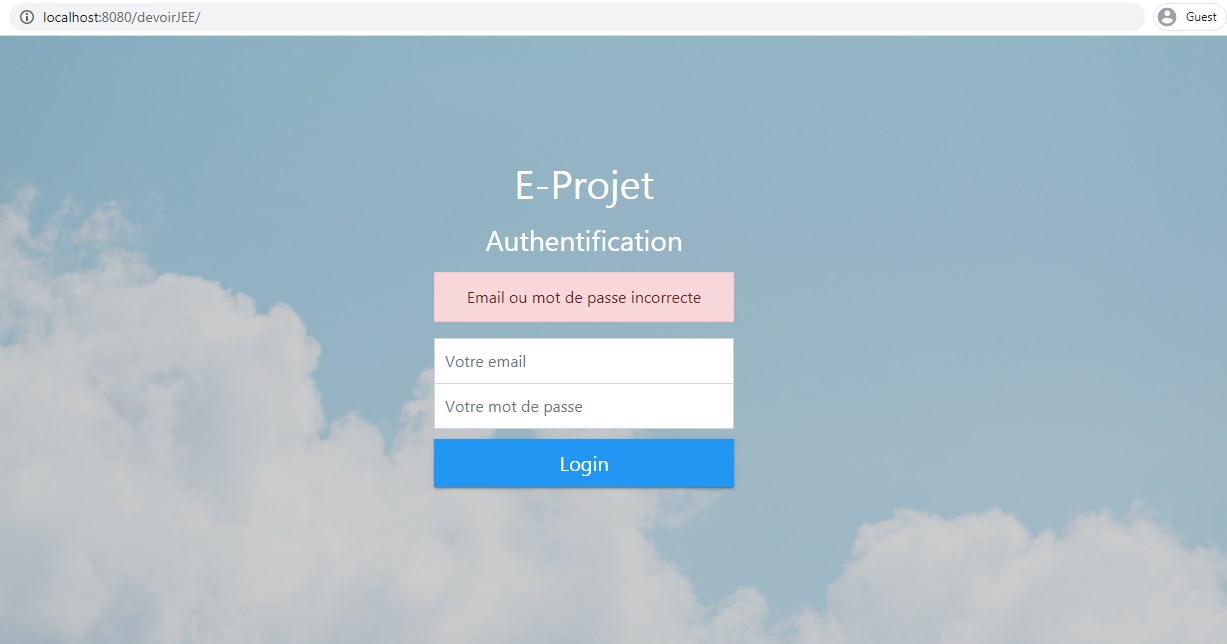 localhost:8080/devoirJEE/
Guest
E-Projet
Authentification
Email ou mot de passe incorrecte
Votre email
Votre mot de passe
Login